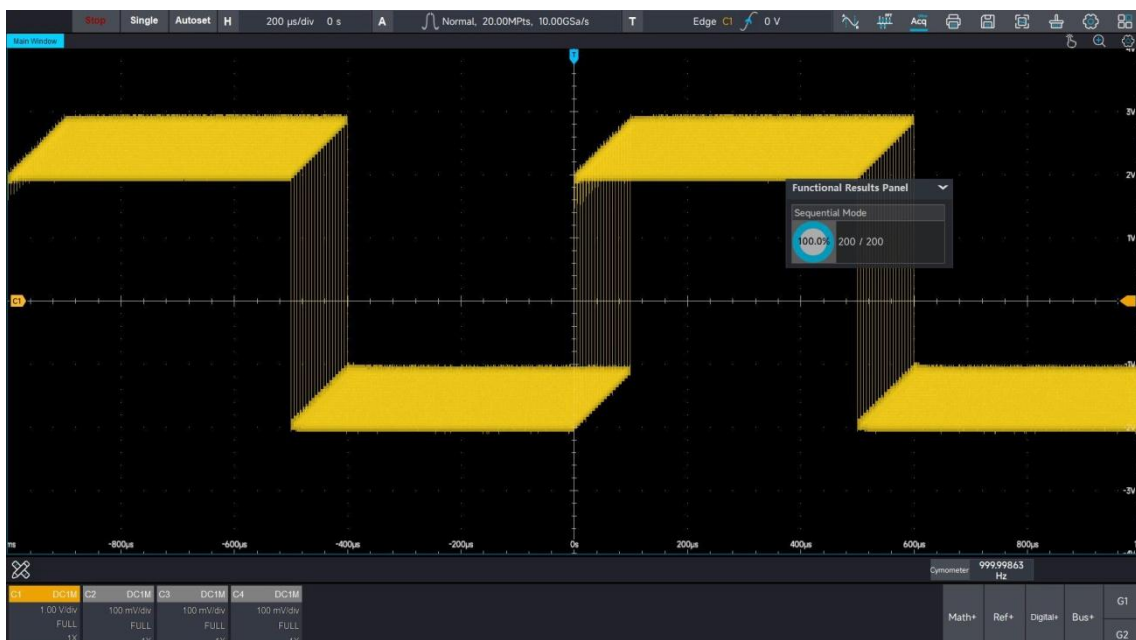 Stop Single Autoset H 200 μs/div 0 s A Normal, 20.00MPts, 10.00GSa/s T Edge C1 0 V Acq
Main Window
T
3V
2V
Functional Results Panel
Sequential Mode
100.0% 200 / 200
1V
C1
-1V
-2V
-3V
-800μs -600μs -400μs -200μs 0s 200μs 400μs 600μs 800μs
Cymometer 999.99863 Hz
C1 DC1M C2 DC1M C3 DC1M C4 DC1M
1.00 V/div 100 mV/div 100 mV/div 100 mV/div
FULL FULL FULL FULL
1X 1X 1X 1X
Math+ Ref+ Digital+ Bus+ G1
G2